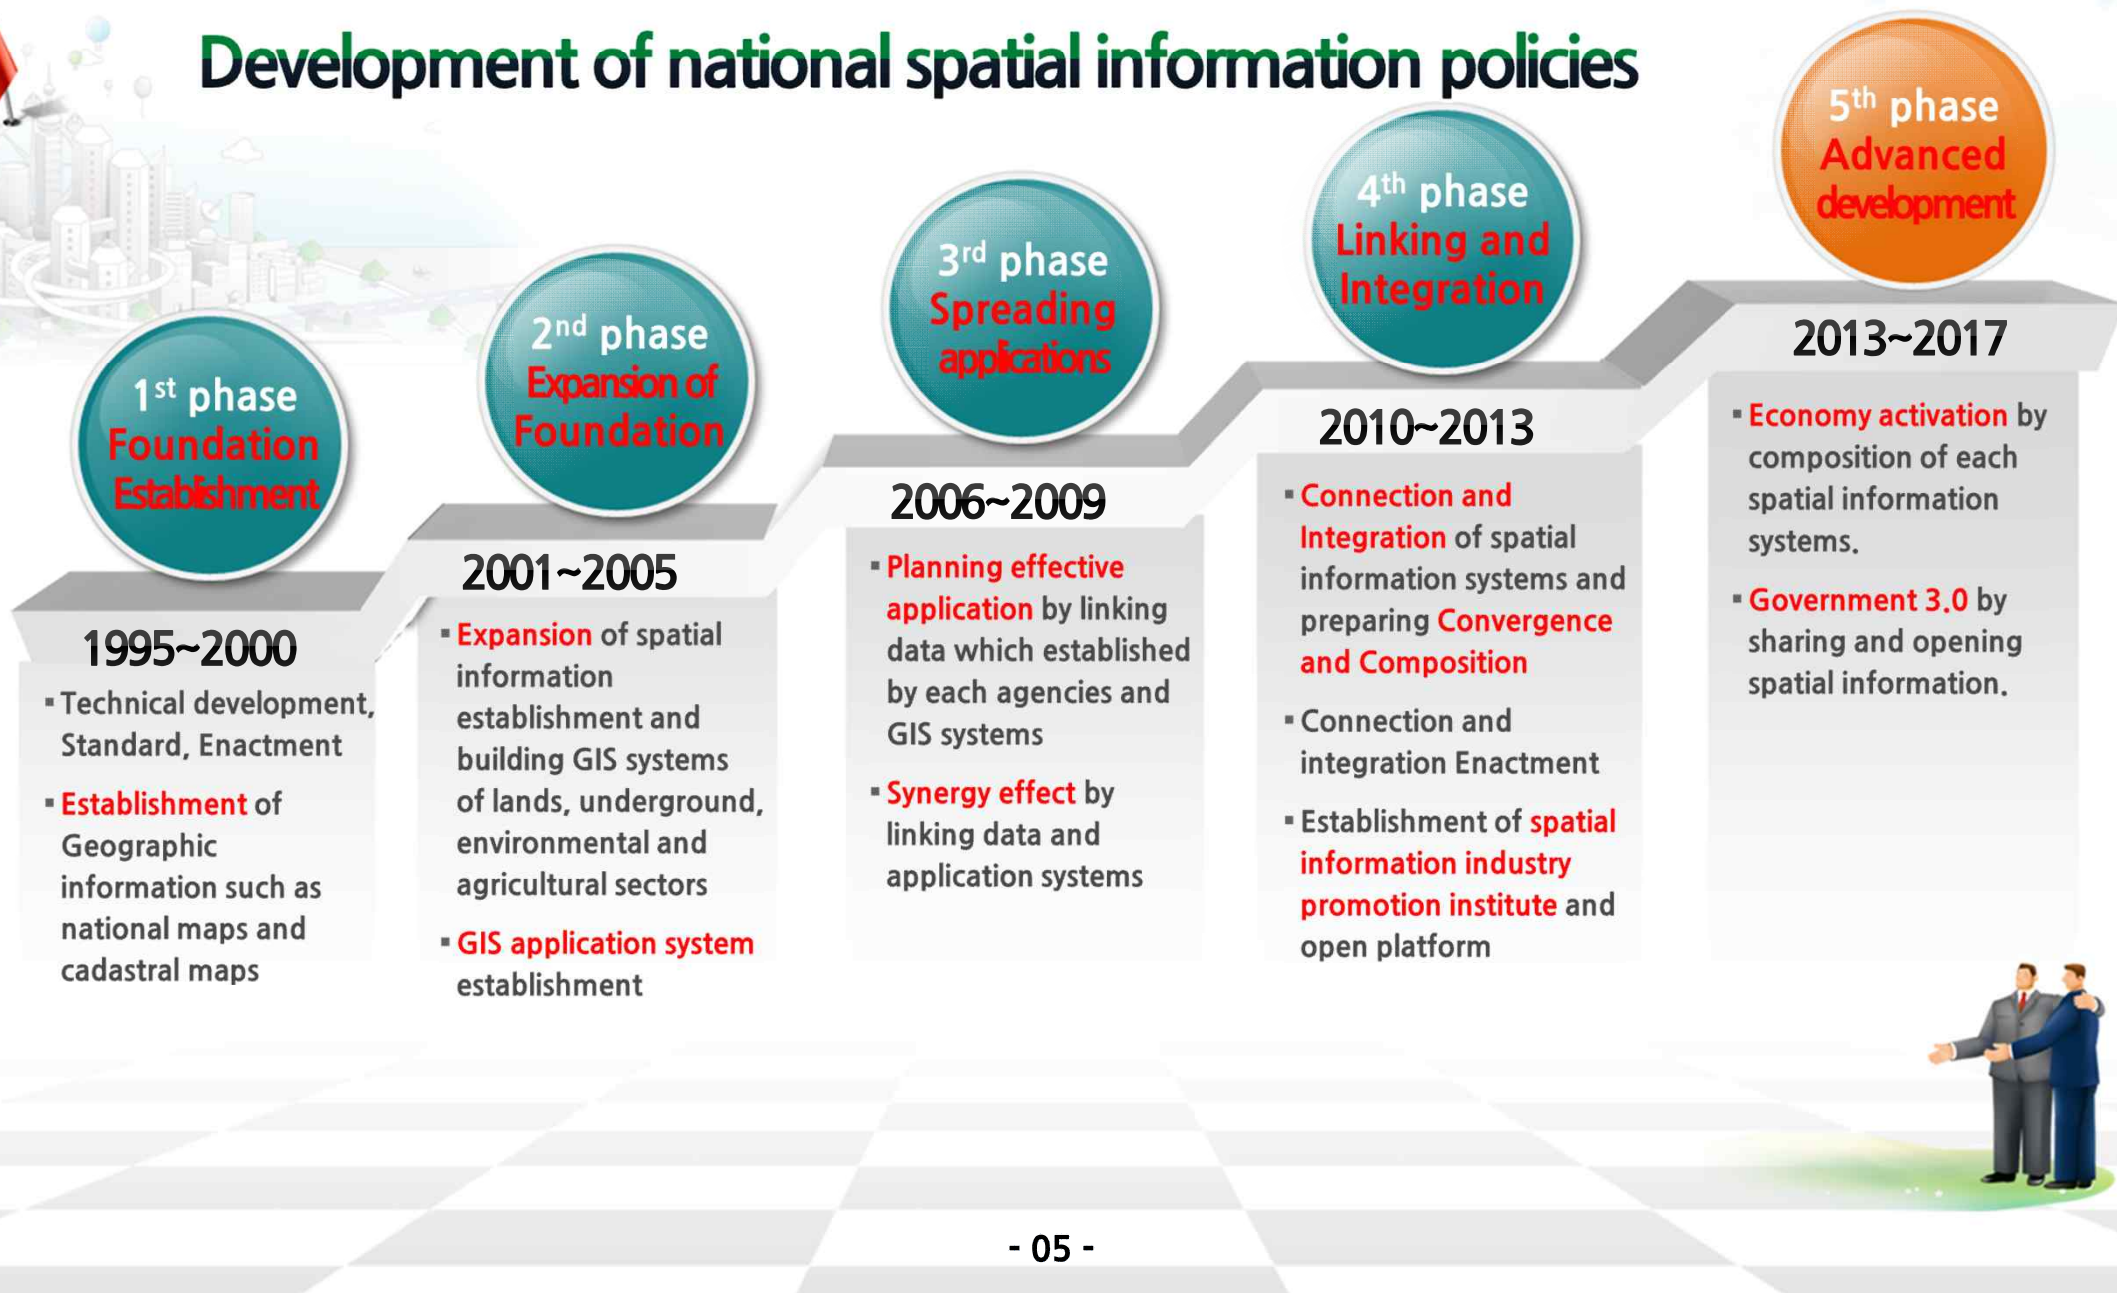 Development of national spatial information policies
1st phase
Foundation
Establishment
1995~2000
▪ Technical development,
Standard, Enactment
▪ Establishment of
Geographic
information such as
national maps and
cadastral maps
2nd phase
Expansion of
Foundation
2001~2005
▪ Expansion of spatial
information
establishment and
building GIS systems
of lands, underground,
environmental and
agricultural sectors
▪ GIS application system
establishment
3rd phase
Spreading
applications
2006~2009
▪ Planning effective
application by linking
data which established
by each agencies and
GIS systems
▪ Synergy effect by
linking data and
application systems
4th phase
Linking and
Integration
2010~2013
▪ Connection and
Integration of spatial
information systems and
preparing Convergence
and Composition
▪ Connection and
integration Enactment
▪ Establishment of spatial
information industry
promotion institute and
open platform
5th phase
Advanced
development
2013~2017
▪ Economy activation by
composition of each
spatial information
systems.
▪ Government 3.0 by
sharing and opening
spatial information.
- 05 -